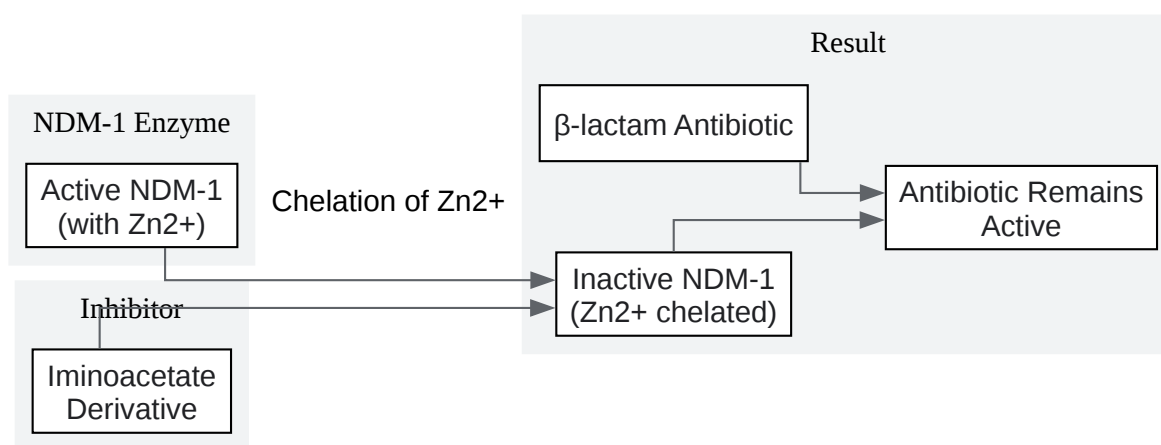 Result
β-lactam Antibiotic
NDM-1 Enzyme
Active NDM-1
(with Zn2+)
Chelation of Zn2+
Antibiotic Remains
Active
Inactive NDM-1
(Zn2+ chelated)
Inhibitor
Iminoacetate
Derivative